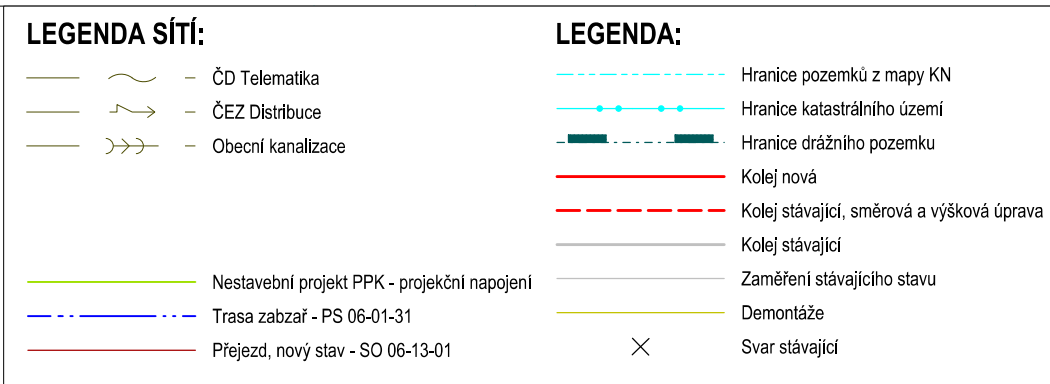 LEGENDA SÍTÍ:
ČD Telematika
ČEZ Distribuce
Obecní kanalizace
Nestavební projekt PPK - projekční napojení
Trasa zabzař - PS 06-01-31
Přejezd, nový stav - SO 06-13-01
LEGENDA:
Hranice pozemků z mapy KN
Hranice katastrálního území
Hranice drážního pozemku
Kolej nová
Kolej stávající, směrová a výšková úprava
Kolej stávající
Zaměření stávajícího stavu
Demontáže
Svar stávající